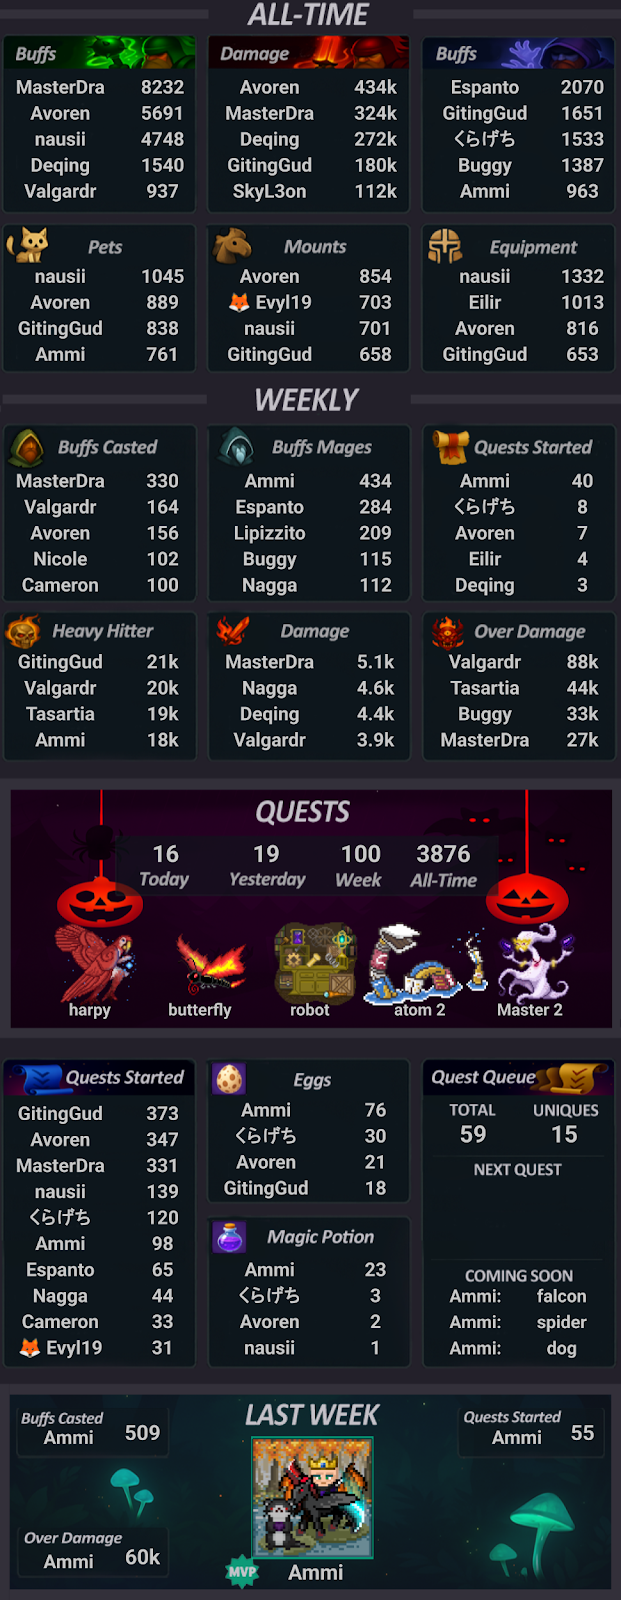 ALL-TIME
Buffs
MasterDra 8232
Avoren 5691
nausii 4748
Deqing 1540
Valgardr 937
Damage
Avoren 434k
MasterDra 324k
Deqing 272k
GitingGud 180k
SkyL3on 112k
Buffs
Espanto 2070
GitingGud 1651
くらげち 1533
Buggy 1387
Ammi 963
Pets
nausii 1045
Avoren 889
GitingGud 838
Ammi 761
Mounts
Avoren 854
🦊 Evyl19 703
nausii 701
GitingGud 658
Equipment
nausii 1332
Eilir 1013
Avoren 816
GitingGud 653
WEEKLY
Buffs Casted
MasterDra 330
Valgardr 164
Avoren 156
Nicole 102
Cameron 100
Buffs Mages
Ammi 434
Espanto 284
Lipizzito 209
Buggy 115
Nagga 112
Quests Started
Ammi 40
くらげち 8
Avoren 7
Eilir 4
Deqing 3
Heavy Hitter
GitingGud 21k
Valgardr 20k
Tasartia 19k
Ammi 18k
Damage
MasterDra 5.1k
Nagga 4.6k
Deqing 4.4k
Valgardr 3.9k
Over Damage
Valgardr 88k
Tasartia 44k
Buggy 33k
MasterDra 27k
QUESTS
16 19 100 3876
Today Yesterday Week All-Time
harpy butterfly robot atom 2 Master 2
Quests Started
GitingGud 373
Avoren 347
MasterDra 331
nausii 139
くらげち 120
Ammi 98
Espanto 65
Nagga 44
Cameron 33
🦊 Evyl19 31
Eggs
Ammi 76
くらげち 30
Avoren 21
GitingGud 18
Magic Potion
Ammi 23
くらげち 3
Avoren 2
nausii 1
Quest Queue
TOTAL UNIQUES
59 15
NEXT QUEST
COMING SOON
Ammi: falcon
Ammi: spider
Ammi: dog
LAST WEEK
Buffs Casted
Ammi 509
Quests Started
Ammi 55
Over Damage
Ammi 60k
MVP
Ammi